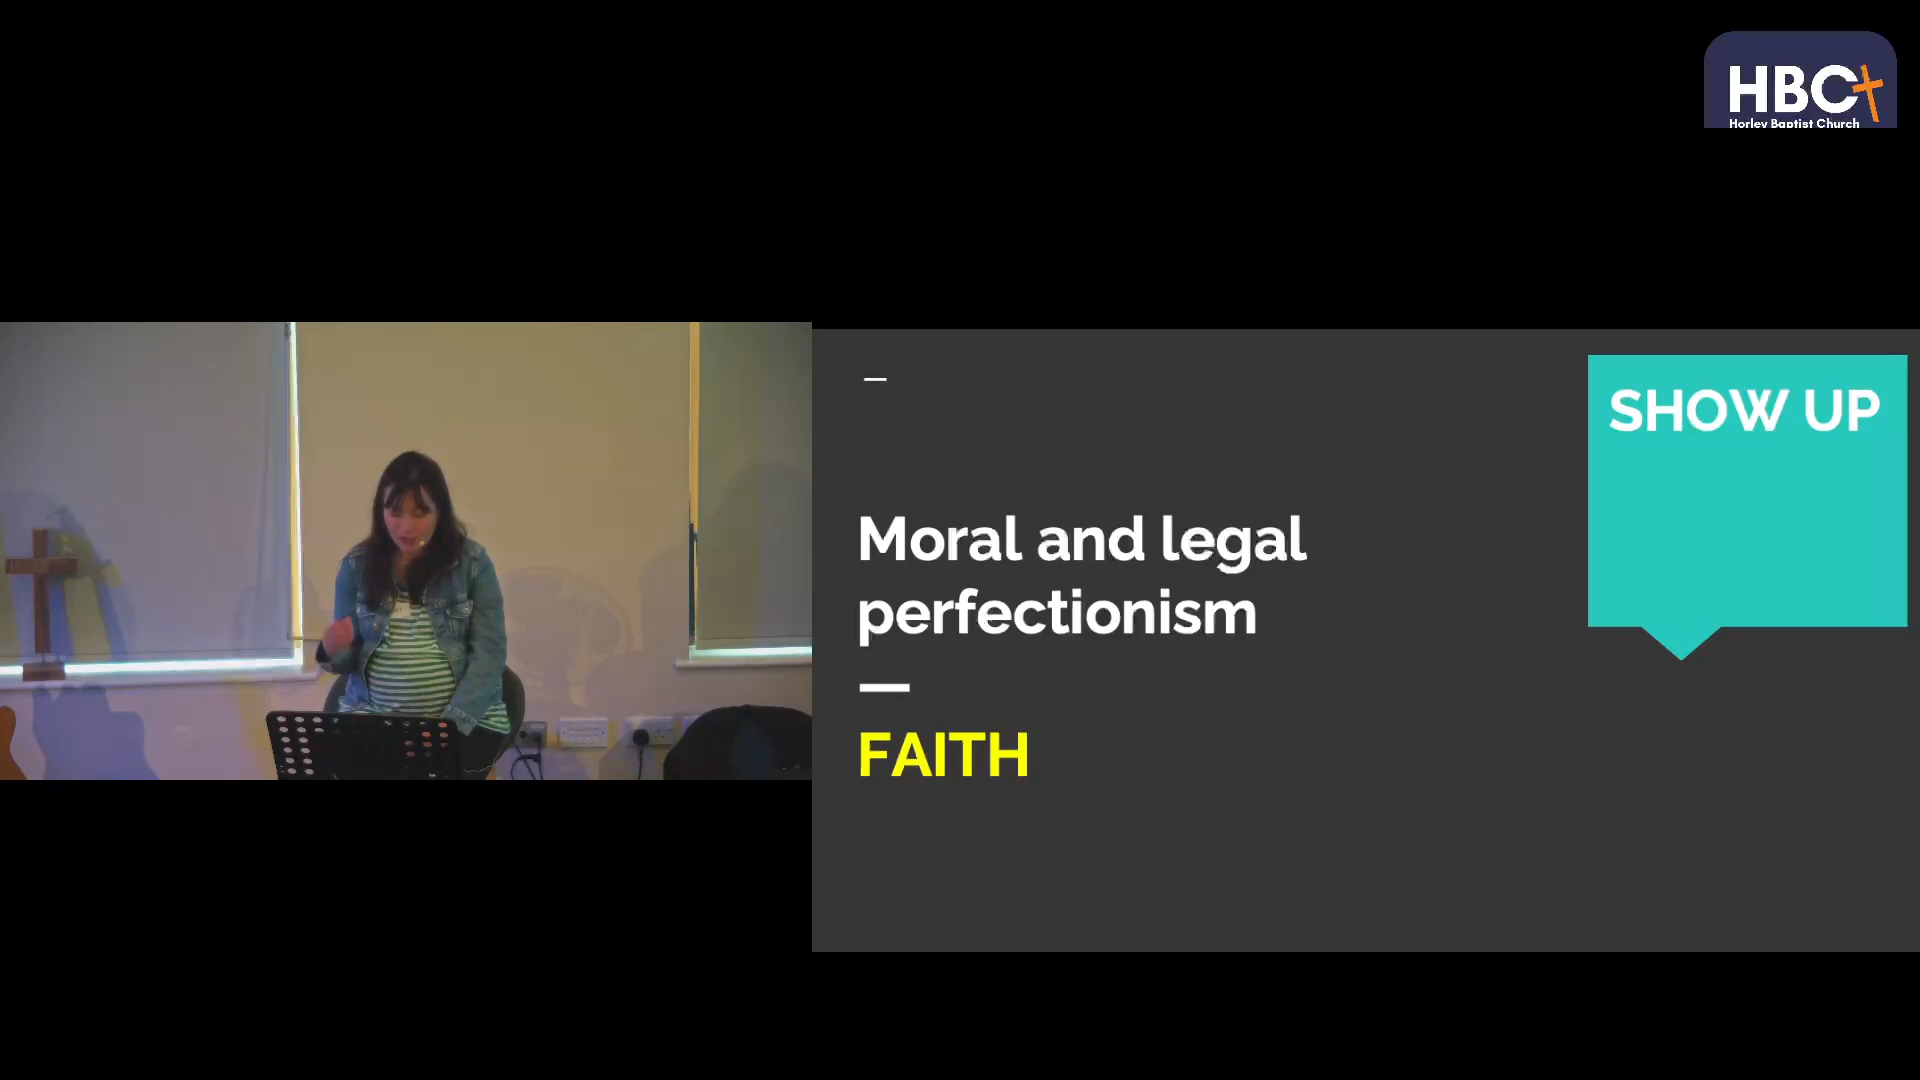 HBC
Horley Baptist Church
SHOW UP
Moral and legal
perfectionism
FAITH